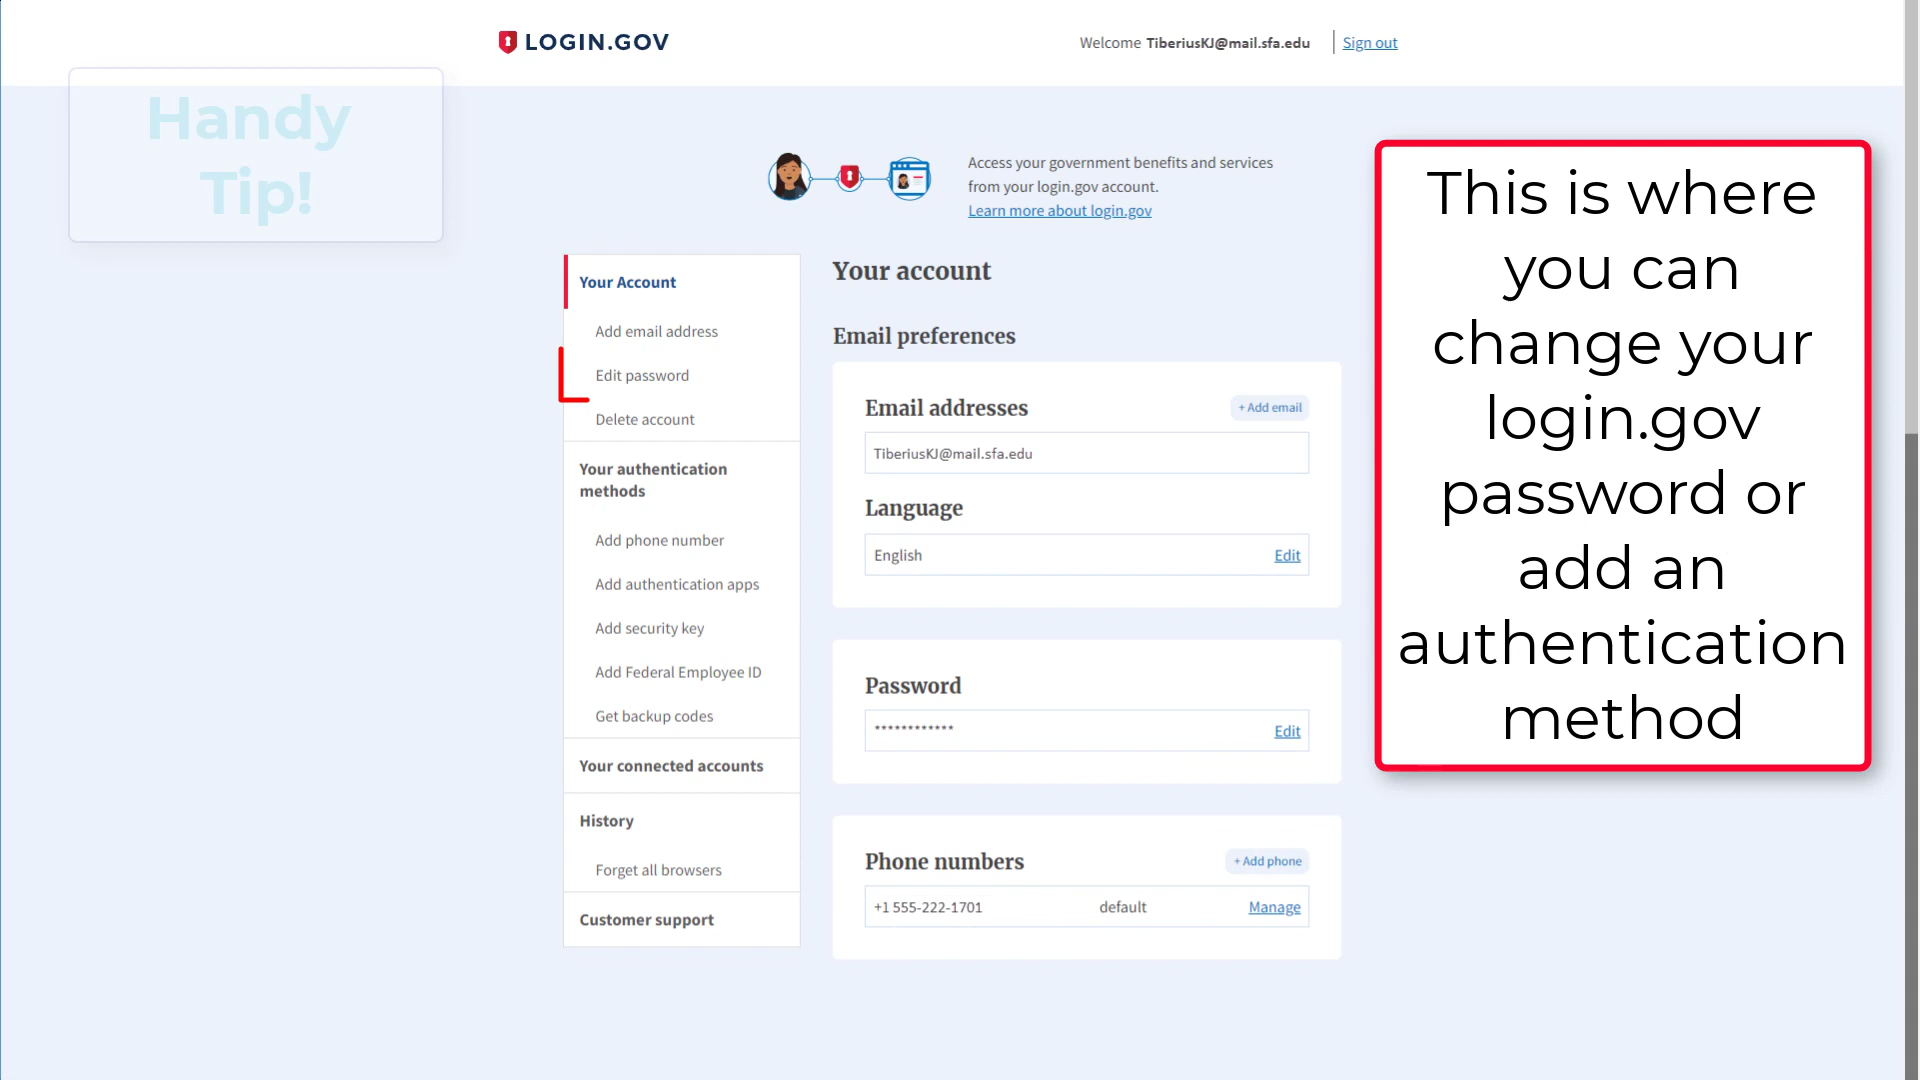 LOGIN.GOV
Welcome TiberiusKJ@mail.sfa.edu
Sign out
Handy
Tip!
Access your government benefits and services
from your login.gov account.
Learn more about login.gov
Your Account
Add email address
Edit password
Delete account
Your authentication
methods
Add phone number
Add authentication apps
Add security key
Add Federal Employee ID
Get backup codes
Your connected accounts
History
Forget all browsers
Customer support
Your account
Email preferences
Email addresses
+ Add email
TiberiusKJ@mail.sfa.edu
Language
English
Edit
Password
************
Edit
Phone numbers
+ Add phone
+1 555-222-1701
default
Manage
This is where
you can
change your
login.gov
password or
add an
authentication
method